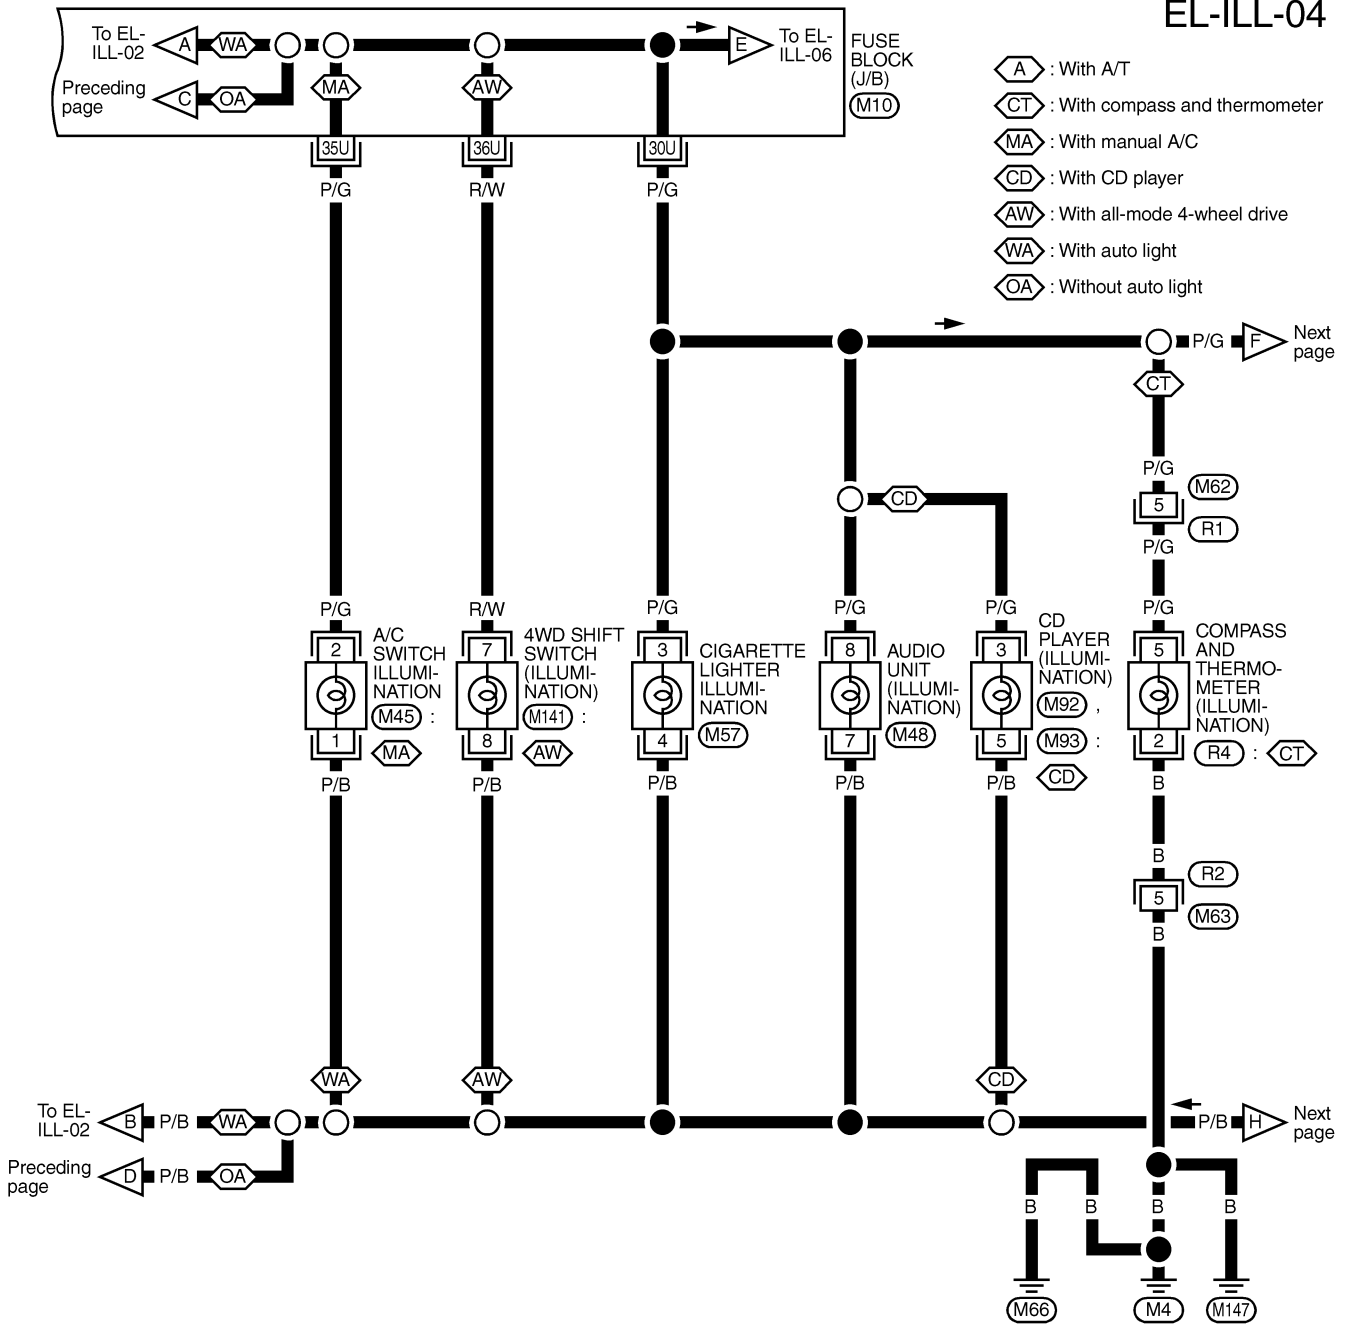 EL-ILL-04
To EL-
ILL-02
A
WA
E
To EL-
ILL-06
Preceding
page
C
OA
MA
AW
FUSE
BLOCK
(J/B)
M10
A : With A/T
CT : With compass and thermometer
MA : With manual A/C
CD : With CD player
AW : With all-mode 4-wheel drive
WA : With auto light
OA : Without auto light
35U
36U
30U
P/G
R/W
P/G
P/G
F
Next
page
CT
CD
P/G
5
M62
R1
P/G
P/G
R/W
P/G
P/G
P/G
P/G
2
1
A/C
SWITCH
ILLUMI-
NATION
M45 :
MA
7
8
4WD SHIFT
SWITCH
(ILLUMI-
NATION)
M141 :
AW
3
4
CIGARETTE
LIGHTER
ILLUMI-
NATION
M57
8
7
AUDIO
UNIT
(ILLUMI-
NATION)
M48
3
5
CD
PLAYER
(ILLUMI-
NATION)
M92 ,
M93 :
CD
5
2
COMPASS
AND
THERMO-
METER
(ILLUMI-
NATION)
R4 : CT
P/B
P/B
P/B
P/B
P/B
B
B
5
R2
M63
B
WA
AW
CD
To EL-
ILL-02
B
P/B
WA
P/B
H
Next
page
Preceding
page
D
P/B
OA
B
B
B
B
M66
M4
M147